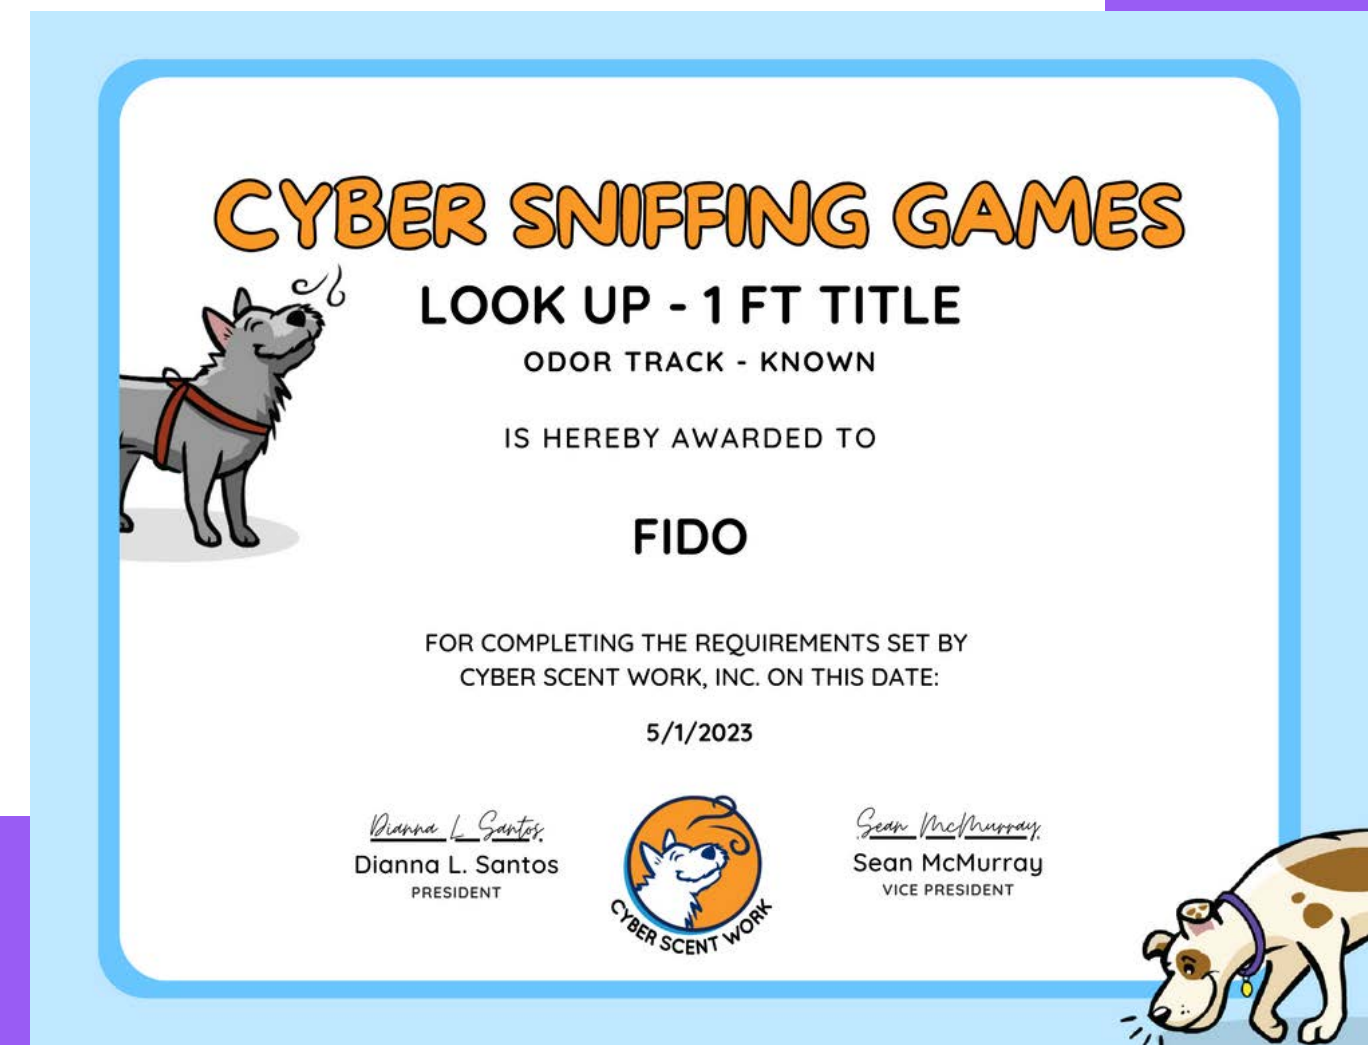 CYBER SNIFFING GAMES
LOOK UP - 1 FT TITLE
ODOR TRACK - KNOWN
IS HEREBY AWARDED TO
FIDO
FOR COMPLETING THE REQUIREMENTS SET BY
CYBER SCENT WORK, INC. ON THIS DATE:
5/1/2023
Dianna L Santos
Dianna L. Santos
PRESIDENT
CYBER SCENT WORK
Sean McMurray
Sean McMurray
VICE PRESIDENT